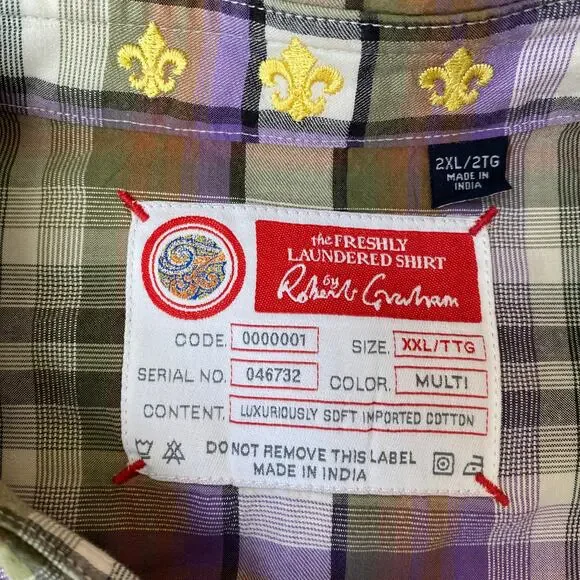 2XL/2TG
MADE IN
INDIA
the FRESHLY
LAUNDERED SHIRT
by
Robert Graham
CODE. 0000001 SIZE. XXL/TTG
SERIAL NO. 046732 COLOR. MULTI
CONTENT. LUXURIOUSLY SOFT IMPORTED COTTON
DO NOT REMOVE THIS LABEL
MADE IN INDIA